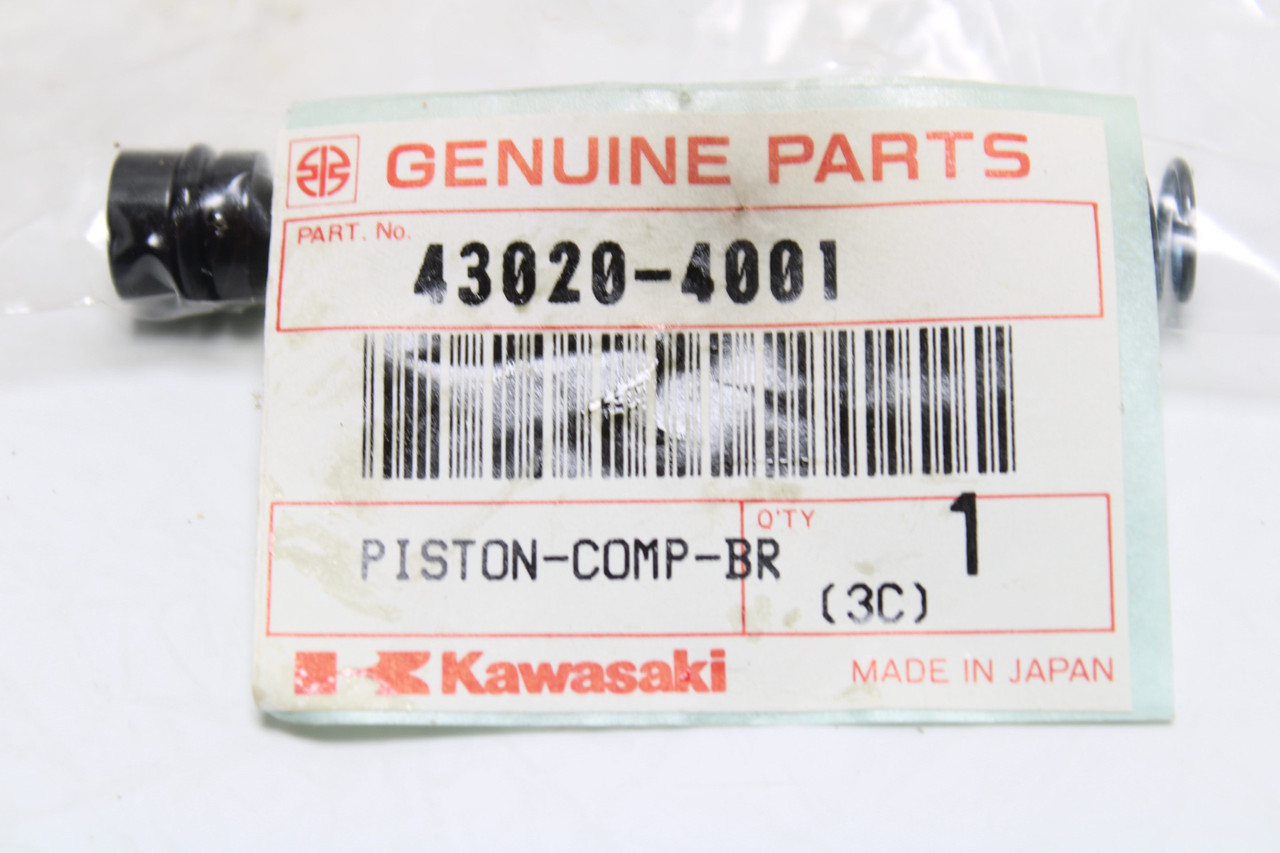 GENUINE PARTS
PART. No.
43020-4001
PISTON-COMP-BR
Q'TY
1
(3C)
Kawasaki
MADE IN JAPAN